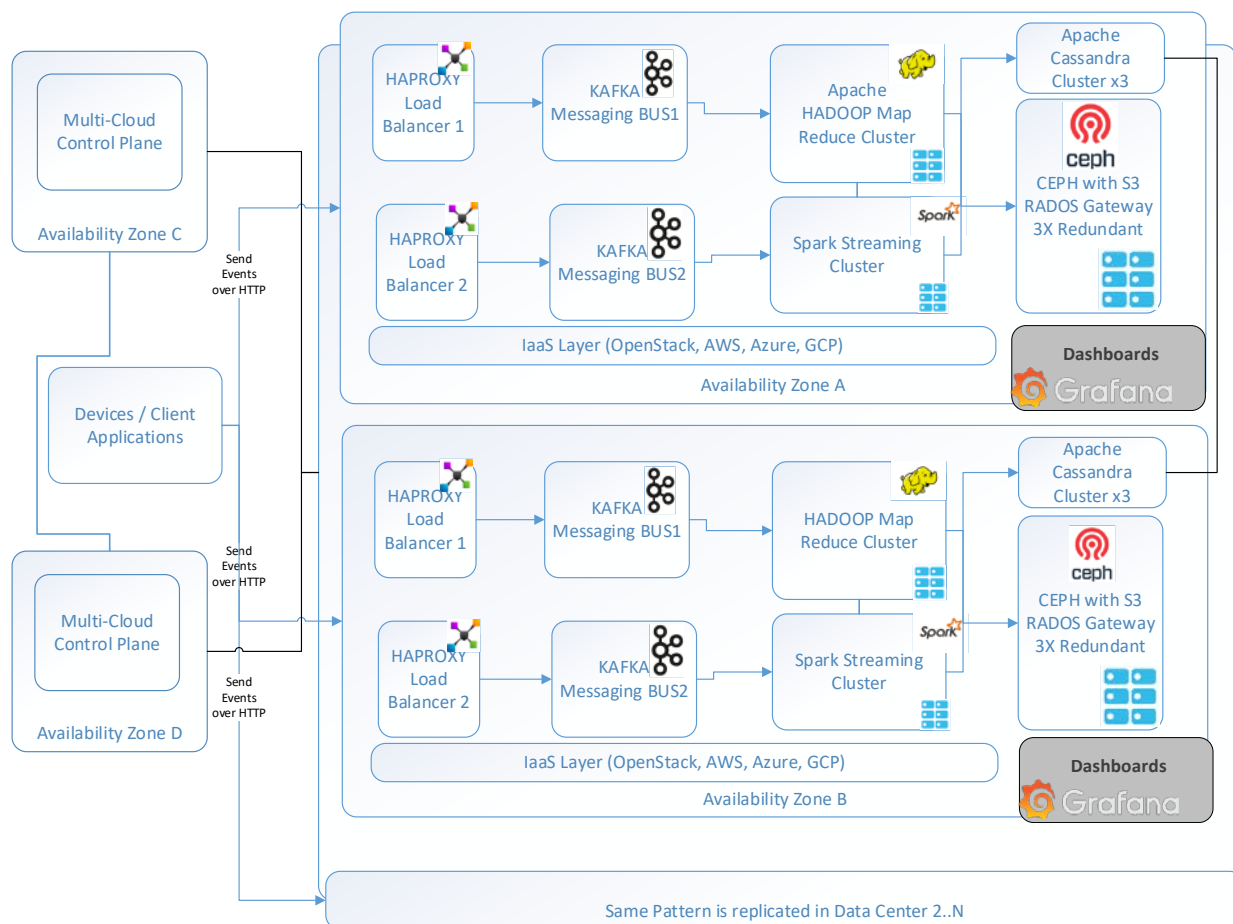 Multi-Cloud
Control Plane
Availability Zone C
Send
Events
over HTTP
Devices / Client
Applications
Send
Events
over HTTP
Multi-Cloud
Control Plane
Availability Zone D
Send
Events
over HTTP
HAPROXY
Load
Balancer 1
KAFKA
Messaging BUS1
Apache
HADOOP Map
Reduce Cluster
Apache
Cassandra
Cluster x3
ceph
CEPH with S3
RADOS Gateway
3X Redundant
HAPROXY
Load
Balancer 2
KAFKA
Messaging BUS2
Spark
Spark Streaming
Cluster
IaaS Layer (OpenStack, AWS, Azure, GCP)
Availability Zone A
Dashboards
Grafana
HAPROXY
Load
Balancer 1
KAFKA
Messaging BUS1
HADOOP Map
Reduce Cluster
Apache
Cassandra
Cluster x3
ceph
CEPH with S3
RADOS Gateway
3X Redundant
HAPROXY
Load
Balancer 2
KAFKA
Messaging BUS2
Spark
Spark Streaming
Cluster
IaaS Layer (OpenStack, AWS, Azure, GCP)
Availability Zone B
Dashboards
Grafana
Same Pattern is replicated in Data Center 2..N